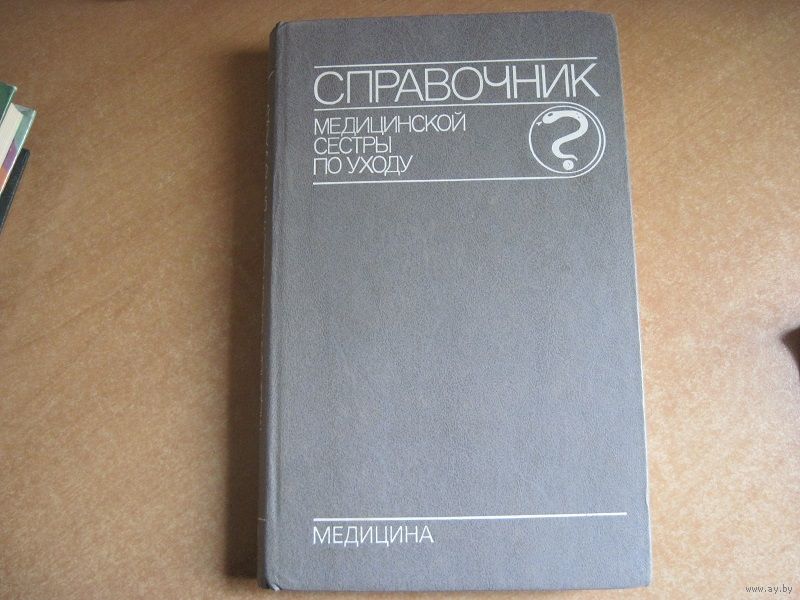 СПРАВОЧНИК
МЕДИЦИНСКОЙ
СЕСТРЫ
ПО УХОДУ
МЕДИЦИНА
www.ay.by